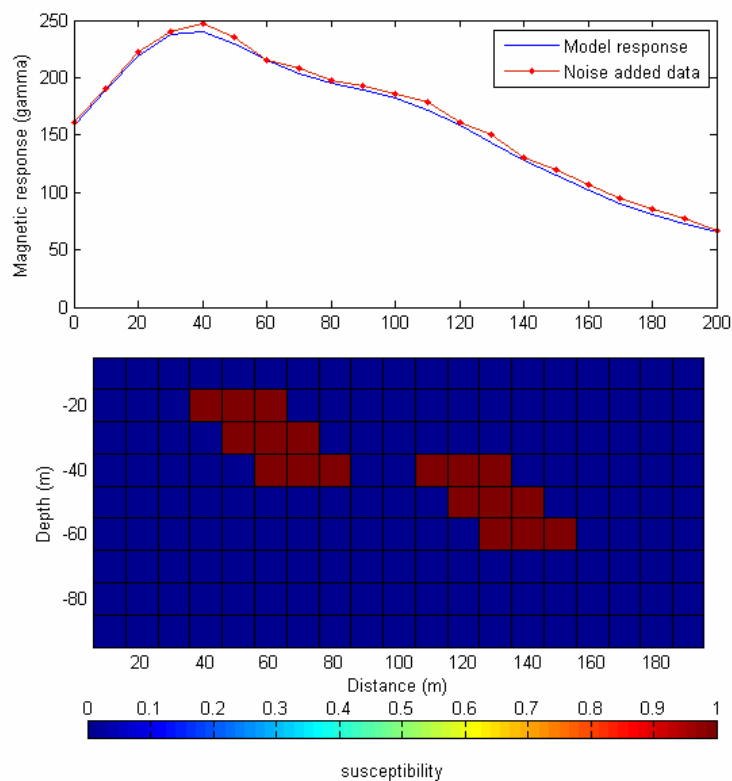 250
200
150
100
50
0
Magnetic response (gamma)
Model response
Noise added data
0 20 40 60 80 100 120 140 160 180 200
-20
-40
-60
-80
Depth (m)
20 40 60 80 100 120 140 160 180
Distance (m)
0 0.1 0.2 0.3 0.4 0.5 0.6 0.7 0.8 0.9 1
susceptibility